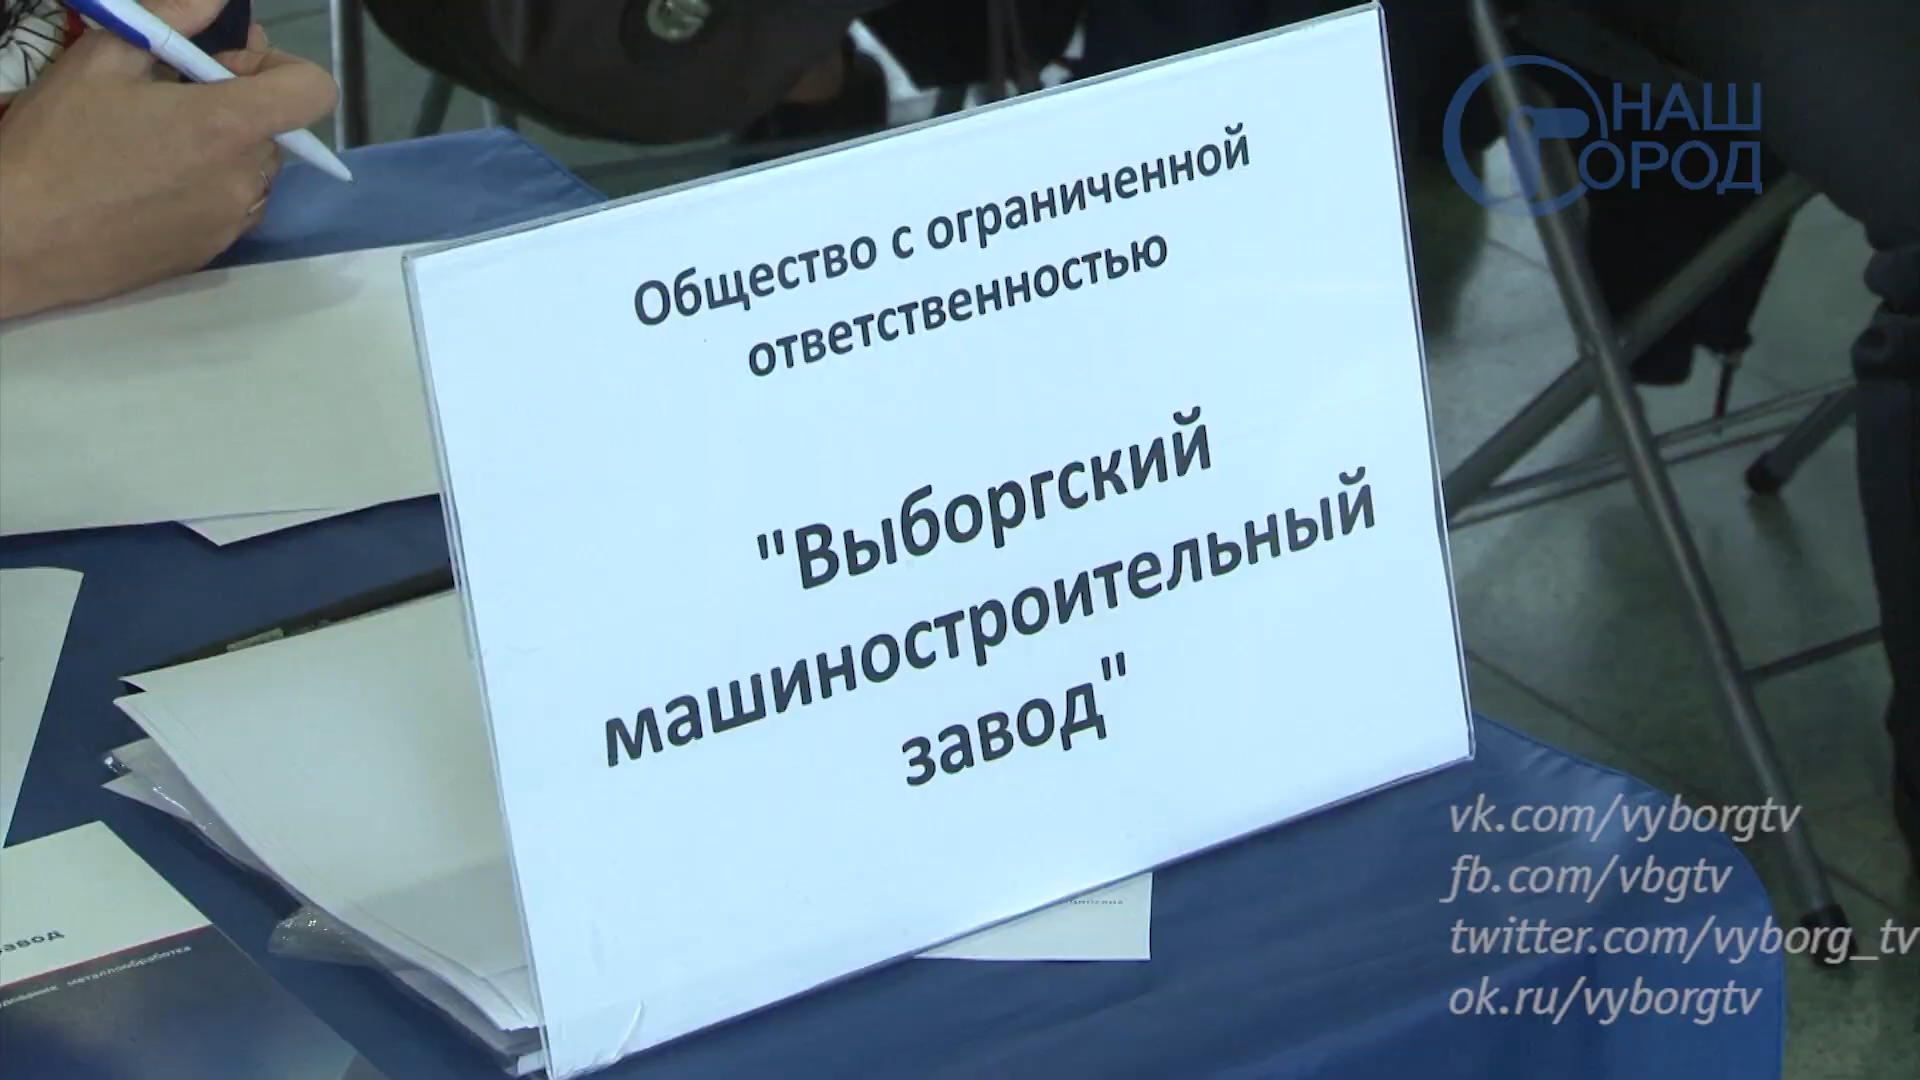 НАШ
ГОРОД
Общество с ограниченной
ответственностью
"Выборгский
машиностроительный
завод"
vk.com/vyborgtv
fb.com/vbgtv
twitter.com/vyborg_tv
ok.ru/vyborgtv
металлообработка